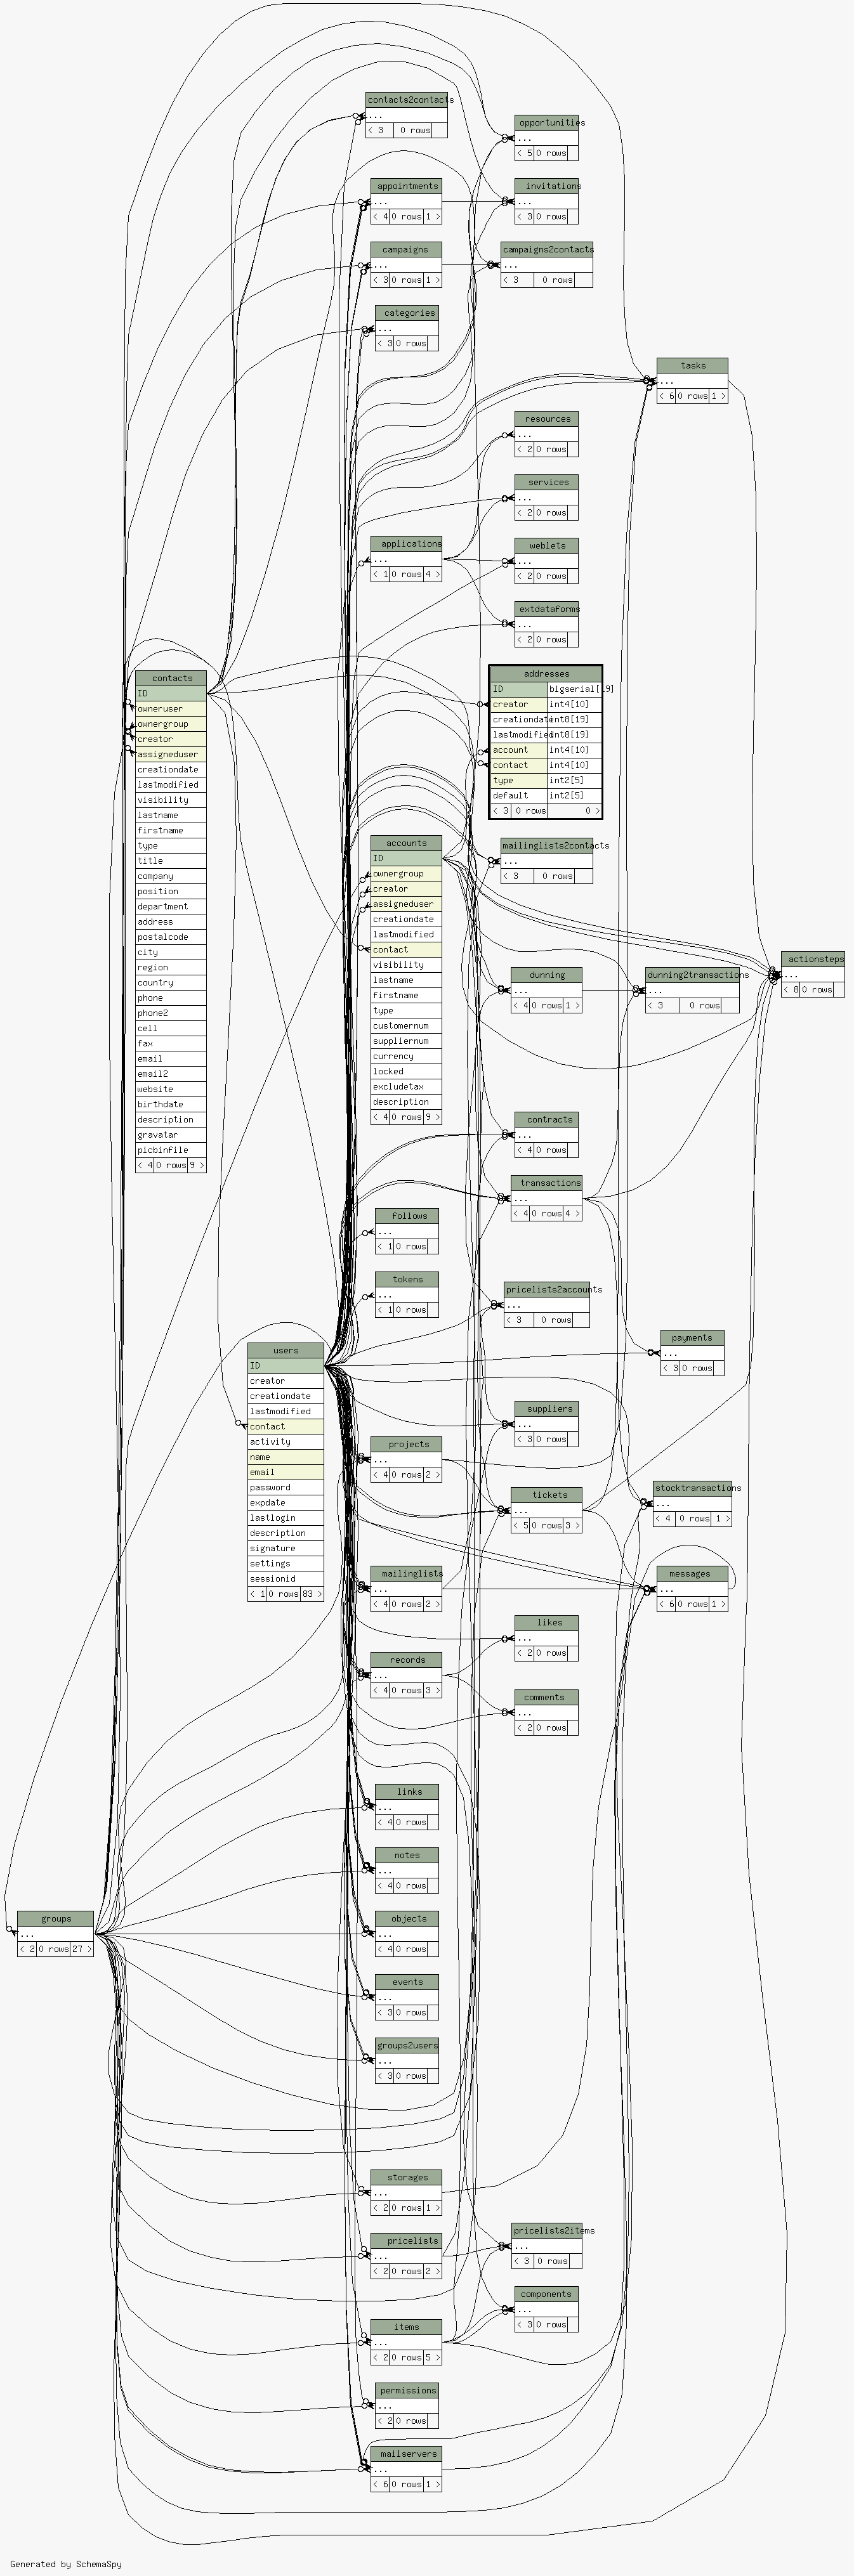 contacts2contacts
...
< 3 0 rows
opportunities
...
< 5 0 rows
appointments
...
< 4 0 rows 1 >
invitations
...
< 3 0 rows
campaigns
...
< 3 0 rows 1 >
campaigns2contacts
...
< 3 0 rows
categories
...
< 3 0 rows
tasks
...
< 6 0 rows 1 >
resources
...
< 2 0 rows
services
...
< 2 0 rows
applications
...
< 1 0 rows 4 >
weblets
...
< 2 0 rows
extdataforms
...
< 2 0 rows
contacts
ID
owneruser
ownergroup
creator
assigneduser
creationdate
lastmodified
visibility
lastname
firstname
type
title
company
position
department
address
postalcode
city
region
country
phone
phone2
cell
fax
email
email2
website
birthdate
description
gravatar
picbinfile
< 4 0 rows 9 >
addresses
ID bigserial[19]
creator int4[10]
creationdate int8[19]
lastmodified int8[19]
account int4[10]
contact int4[10]
type int2[5]
default int2[5]
< 3 0 rows 0 >
accounts
ID
ownergroup
creator
assigneduser
creationdate
lastmodified
contact
visibility
lastname
firstname
type
customernum
suppliernum
currency
locked
excludetax
description
< 4 0 rows 9 >
mailinglists2contacts
...
< 3 0 rows
actionsteps
...
< 8 0 rows
dunning
...
< 4 0 rows 1 >
dunning2transactions
...
< 3 0 rows
contracts
...
< 4 0 rows
transactions
...
< 4 0 rows 4 >
follows
...
< 1 0 rows
tokens
...
< 1 0 rows
pricelists2accounts
...
< 3 0 rows
payments
...
< 3 0 rows
users
ID
creator
creationdate
lastmodified
contact
activity
name
email
password
expdate
lastlogin
description
signature
settings
sessionid
< 1 0 rows 83 >
suppliers
...
< 3 0 rows
projects
...
< 4 0 rows 2 >
tickets
...
< 5 0 rows 3 >
stocktransactions
...
< 4 0 rows 1 >
mailinglists
...
< 4 0 rows 2 >
messages
...
< 6 0 rows 1 >
likes
...
< 2 0 rows
records
...
< 4 0 rows 3 >
comments
...
< 2 0 rows
links
...
< 4 0 rows
notes
...
< 4 0 rows
groups
...
< 2 0 rows 27 >
objects
...
< 4 0 rows
events
...
< 3 0 rows
groups2users
...
< 3 0 rows
storages
...
< 2 0 rows 1 >
pricelists
...
< 2 0 rows 2 >
pricelists2items
...
< 3 0 rows
components
...
< 3 0 rows
items
...
< 2 0 rows 5 >
permissions
...
< 2 0 rows
mailservers
...
< 6 0 rows 1 >
Generated by SchemaSpy